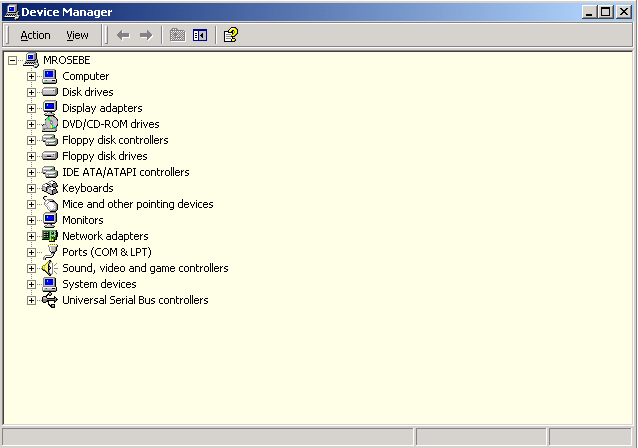 Device Manager
Action View
MROSEBE
Computer
Disk drives
Display adapters
DVD/CD-ROM drives
Floppy disk controllers
Floppy disk drives
IDE ATA/ATAPI controllers
Keyboards
Mice and other pointing devices
Monitors
Network adapters
Ports (COM & LPT)
Sound, video and game controllers
System devices
Universal Serial Bus controllers